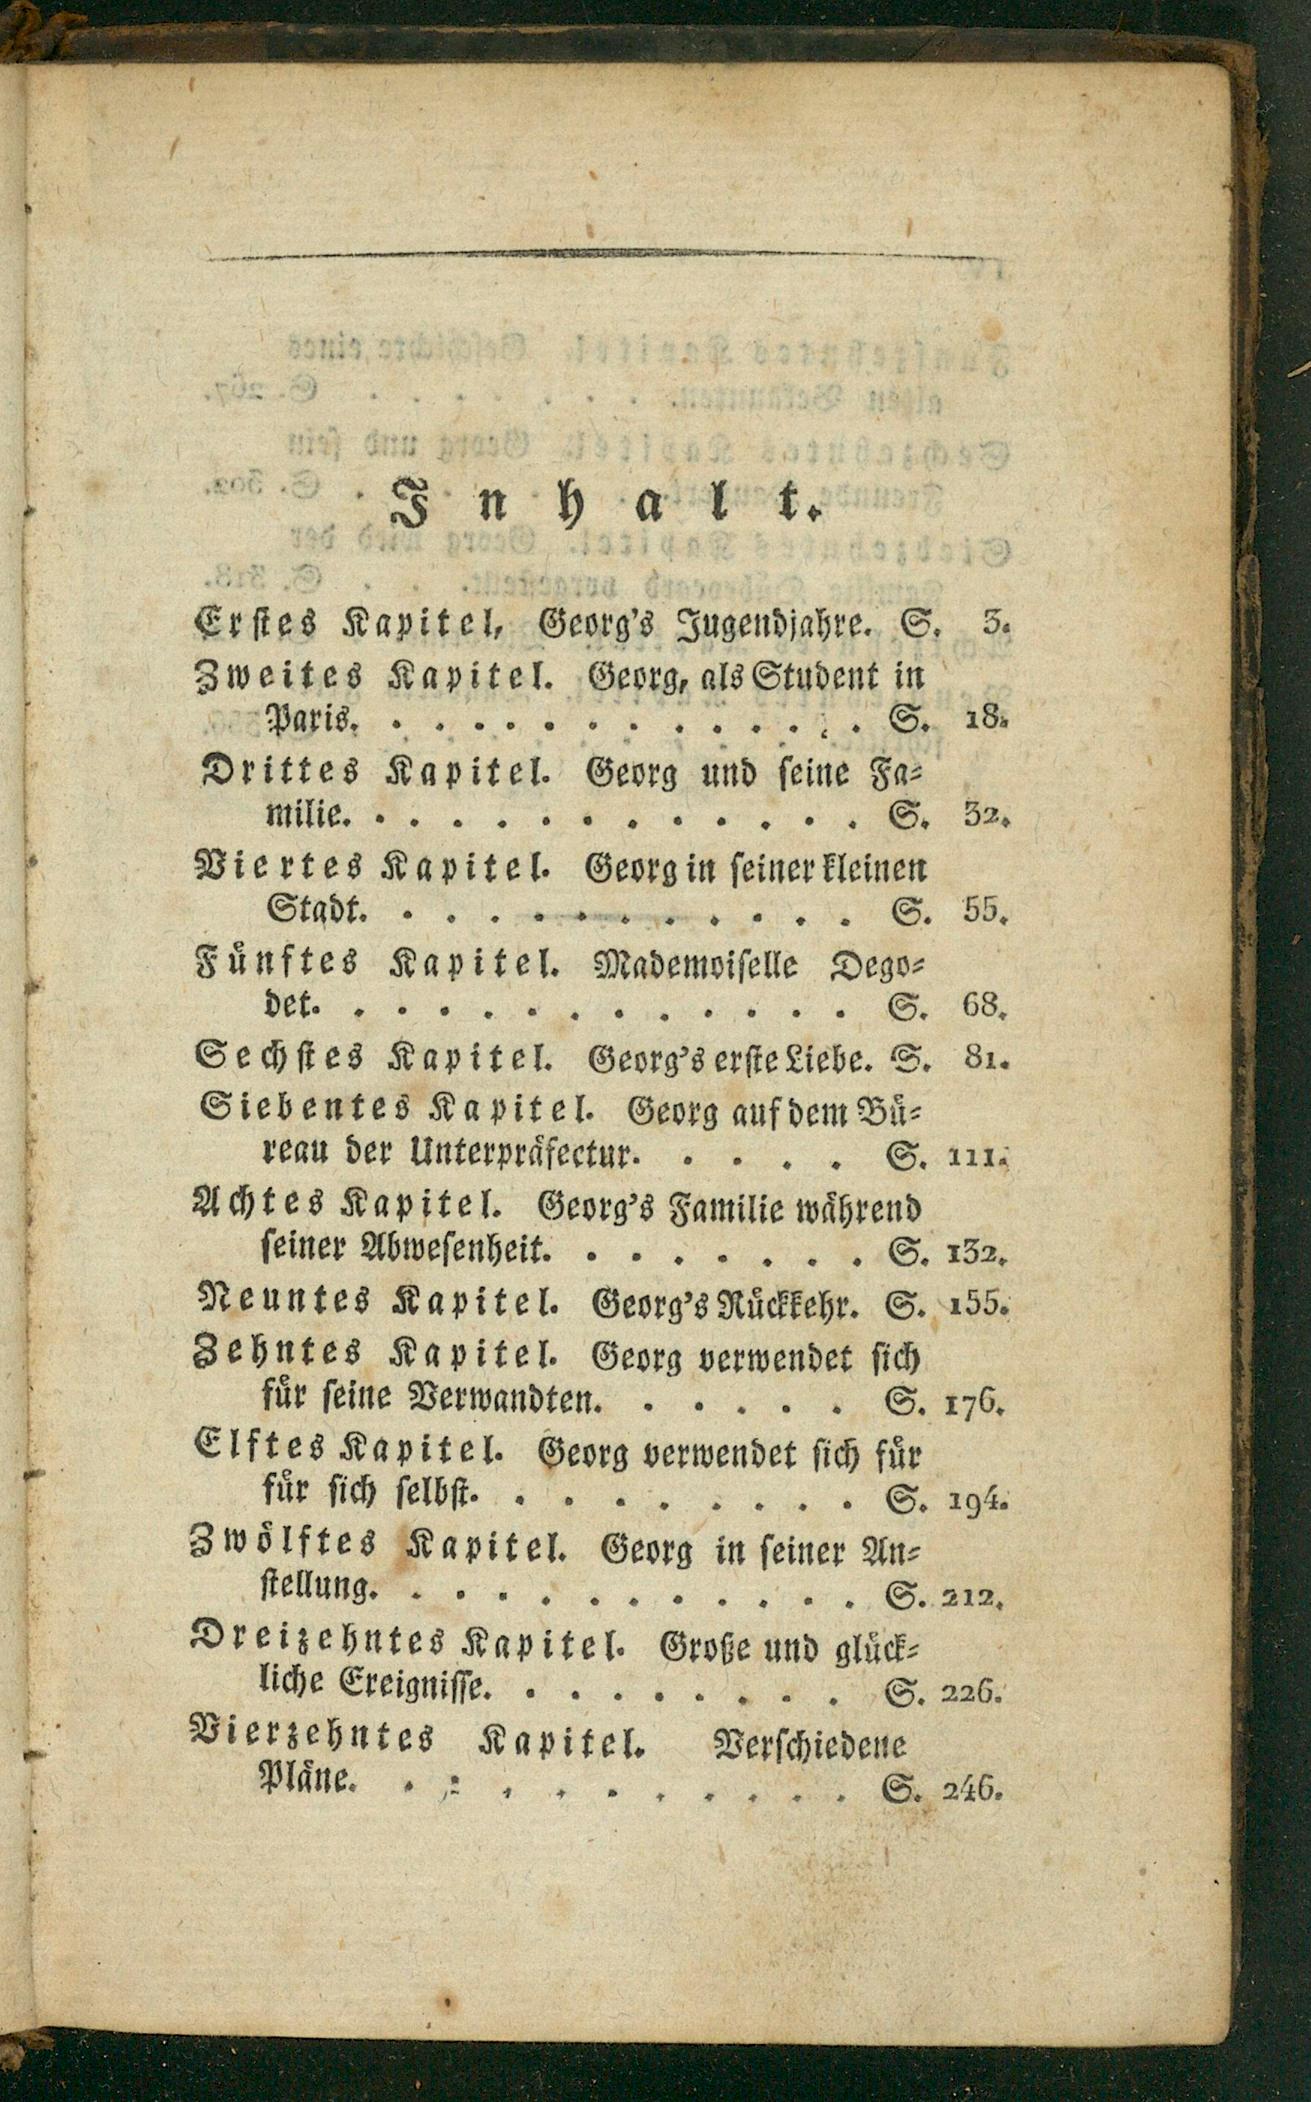 Inhalt.
Erstes Kapitel, Georg's Jugendjahre. S. 3.
Zweites Kapitel. Georg, als Student in
Paris. . . . . . . . . . . . . S. 18.
Drittes Kapitel. Georg und seine Fa-
milie. . . . . . . . . . . . . S. 32.
Viertes Kapitel. Georg in seiner kleinen
Stadt. . . . . . . . . . . . S. 55.
Fünftes Kapitel. Mademoiselle Dego-
det. . . . . . . . . . . . . S. 68.
Sechstes Kapitel. Georg's erste Liebe. S. 81.
Siebentes Kapitel. Georg auf dem Bü-
reau der Unterpräfectur. . . . . . S. 111.
Achtes Kapitel. Georg's Familie während
seiner Abwesenheit. . . . . . . . S. 132.
Neuntes Kapitel. Georg's Rückkehr. S. 155.
Zehntes Kapitel. Georg verwendet sich
für seine Verwandten. . . . . . S. 176.
Elftes Kapitel. Georg verwendet sich für
für sich selbst. . . . . . . . . S. 194.
Zwölftes Kapitel. Georg in seiner An-
stellung. . . . . . . . . . . . S. 212.
Dreizehntes Kapitel. Große und glück-
liche Ereignisse. . . . . . . . . S. 226.
Vierzehntes Kapitel. Verschiedene
Pläne. . . . . . . . . . . S. 246.